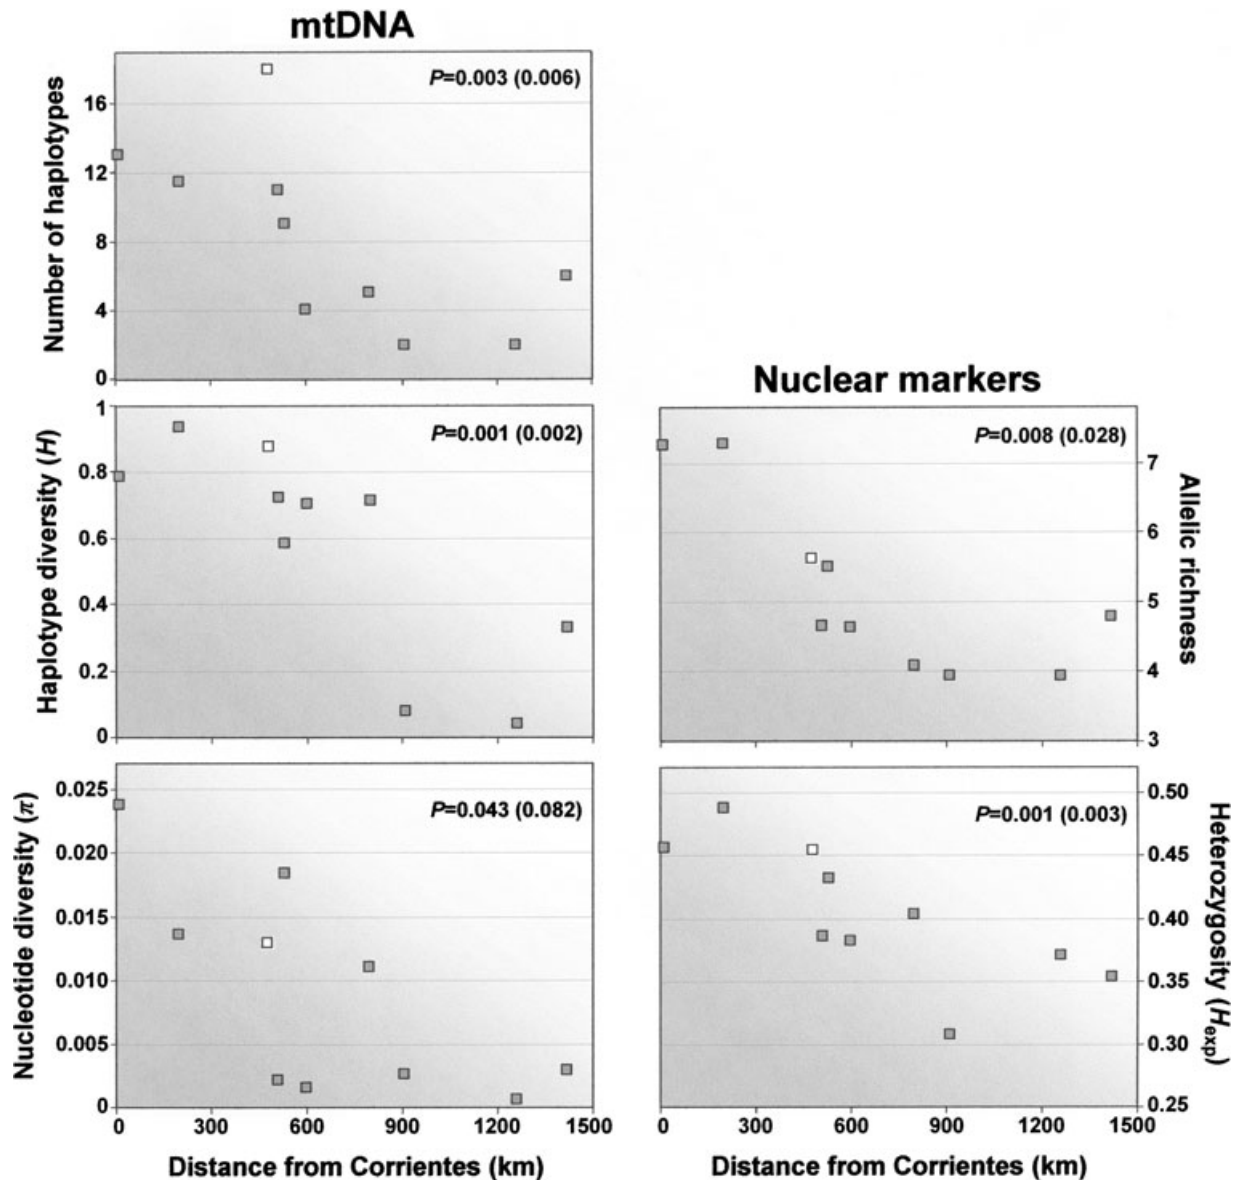 mtDNA
Number of haplotypes
P=0.003 (0.006)
16
12
8
4
0
Haplotype diversity (H)
P=0.001 (0.002)
1
0.8
0.6
0.4
0.2
0
Nucleotide diversity (π)
P=0.043 (0.082)
0.025
0.020
0.015
0.010
0.005
0
0 300 600 900 1200 1500
Distance from Corrientes (km)
Nuclear markers
P=0.008 (0.028)
7
6
5
4
3
Allelic richness
P=0.001 (0.003)
0.50
0.45
0.40
0.35
0.30
0.25
Heterozygosity (Hexp)
0 300 600 900 1200 1500
Distance from Corrientes (km)